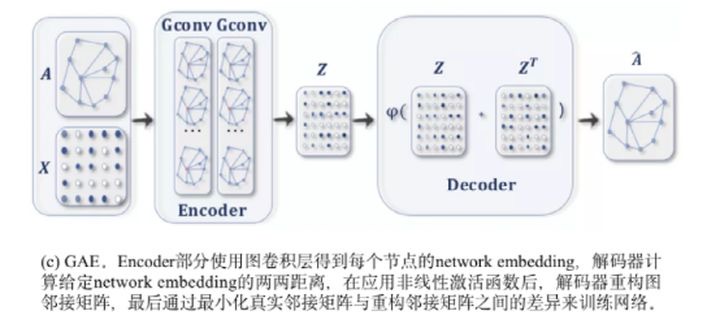 Gconv Gconv
A
Z
Z
Z^T
Â
φ(
·
)
X
Encoder
Decoder
(c) GAE，Encoder部分使用图卷积层得到每个节点的network embedding，解码器计
算给定network embedding的两两距离，在应用非线性激活函数后，解码器重构图
邻接矩阵，最后通过最小化真实邻接矩阵与重构邻接矩阵之间的差异来训练网络．